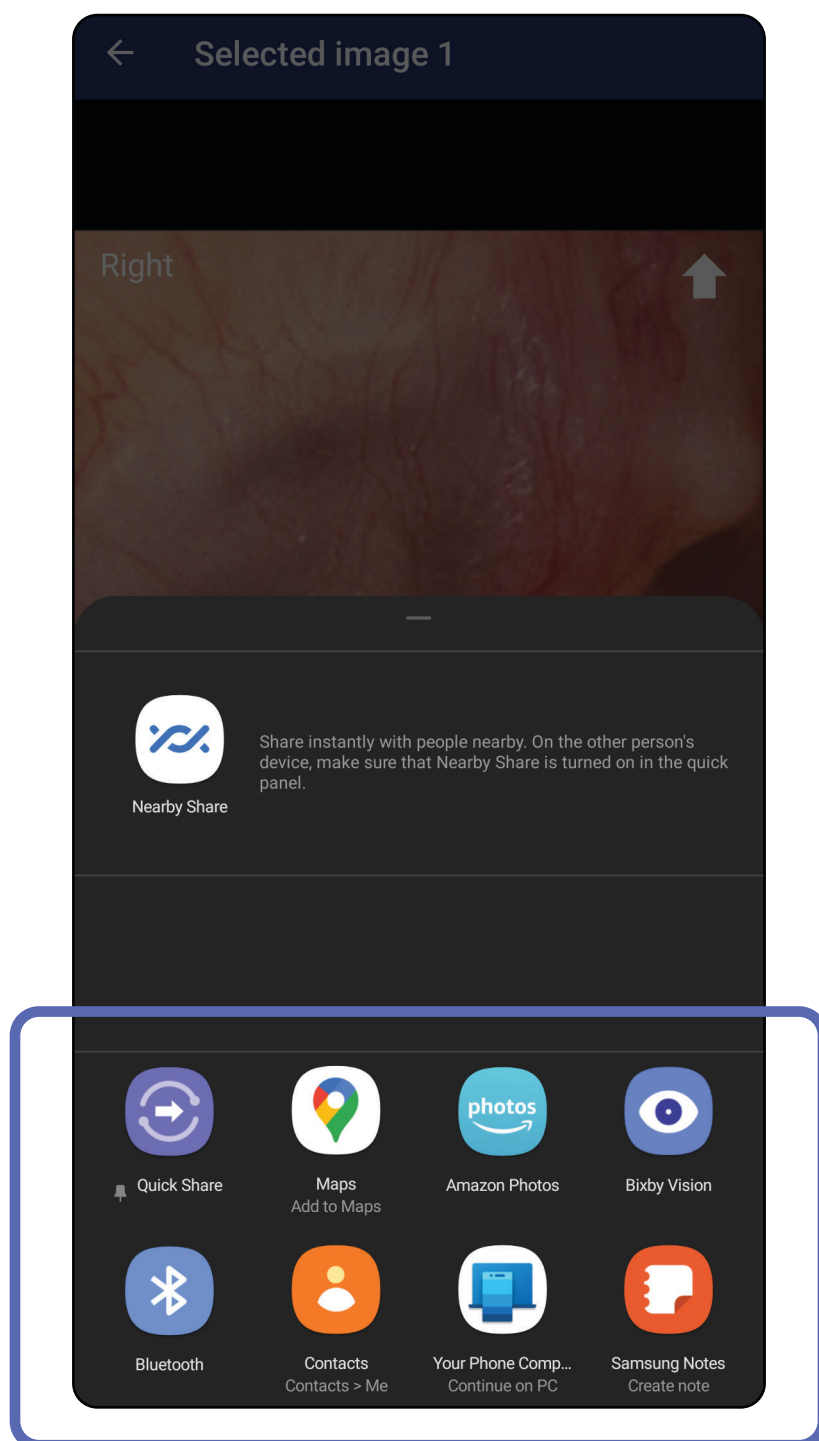 Selected image 1
Right
Nearby Share
Share instantly with people nearby. On the other person's
device, make sure that Nearby Share is turned on in the quick
panel.
Quick Share
Maps
Add to Maps
photos
Amazon Photos
Bixby Vision
Bluetooth
Contacts
Contacts > Me
Your Phone Comp...
Continue on PC
Samsung Notes
Create note